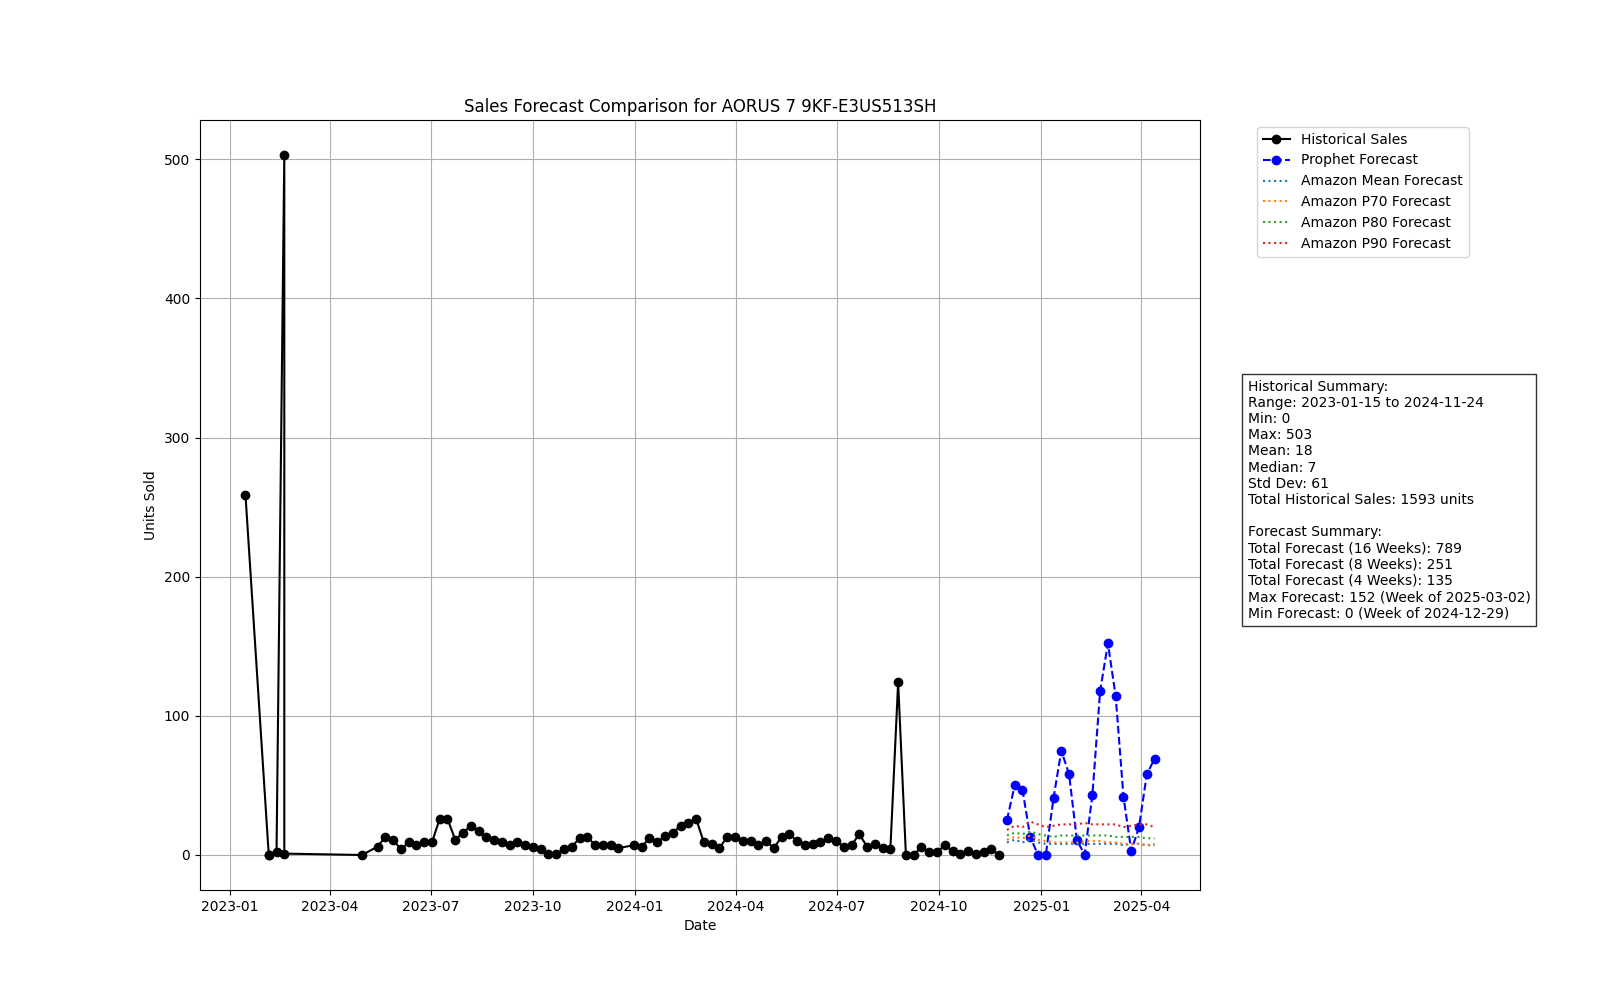 Sales Forecast Comparison for AORUS 7 9KF-E3US513SH
Units Sold
500
400
300
200
100
0
2023-01 2023-04 2023-07 2023-10 2024-01 2024-04 2024-07 2024-10 2025-01 2025-04
Date
Historical Sales
Prophet Forecast
Amazon Mean Forecast
Amazon P70 Forecast
Amazon P80 Forecast
Amazon P90 Forecast
Historical Summary:
Range: 2023-01-15 to 2024-11-24
Min: 0
Max: 503
Mean: 18
Median: 7
Std Dev: 61
Total Historical Sales: 1593 units
Forecast Summary:
Total Forecast (16 Weeks): 789
Total Forecast (8 Weeks): 251
Total Forecast (4 Weeks): 135
Max Forecast: 152 (Week of 2025-03-02)
Min Forecast: 0 (Week of 2024-12-29)